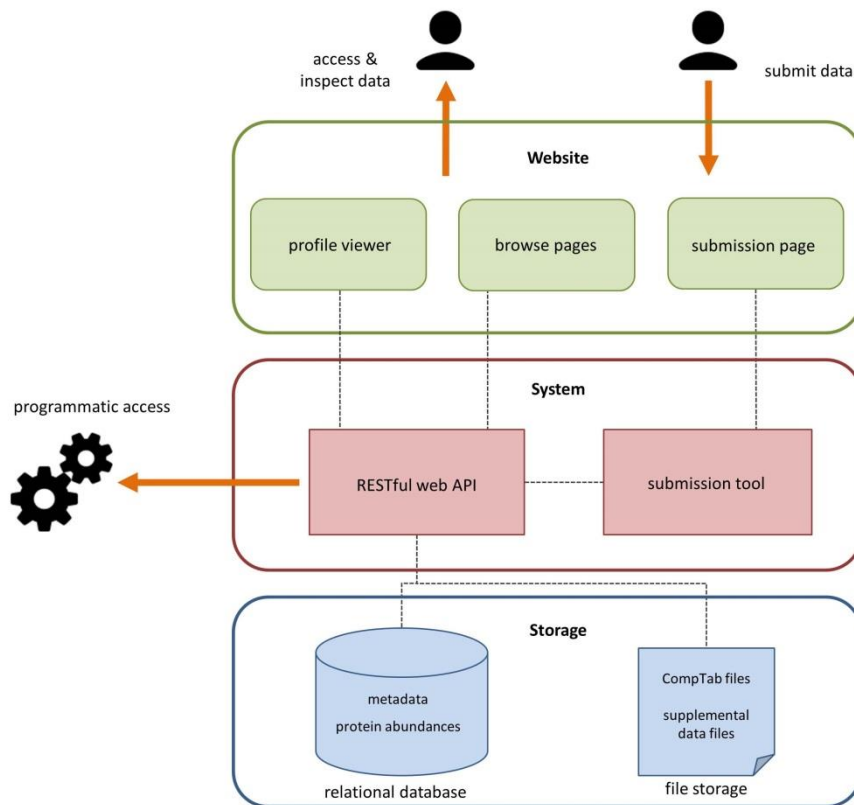 access &
inspect data
submit data
Website
profile viewer
browse pages
submission page
System
programmatic access
RESTful web API
submission tool
Storage
metadata
protein abundances
CompTab files
supplemental
data files
relational database
file storage